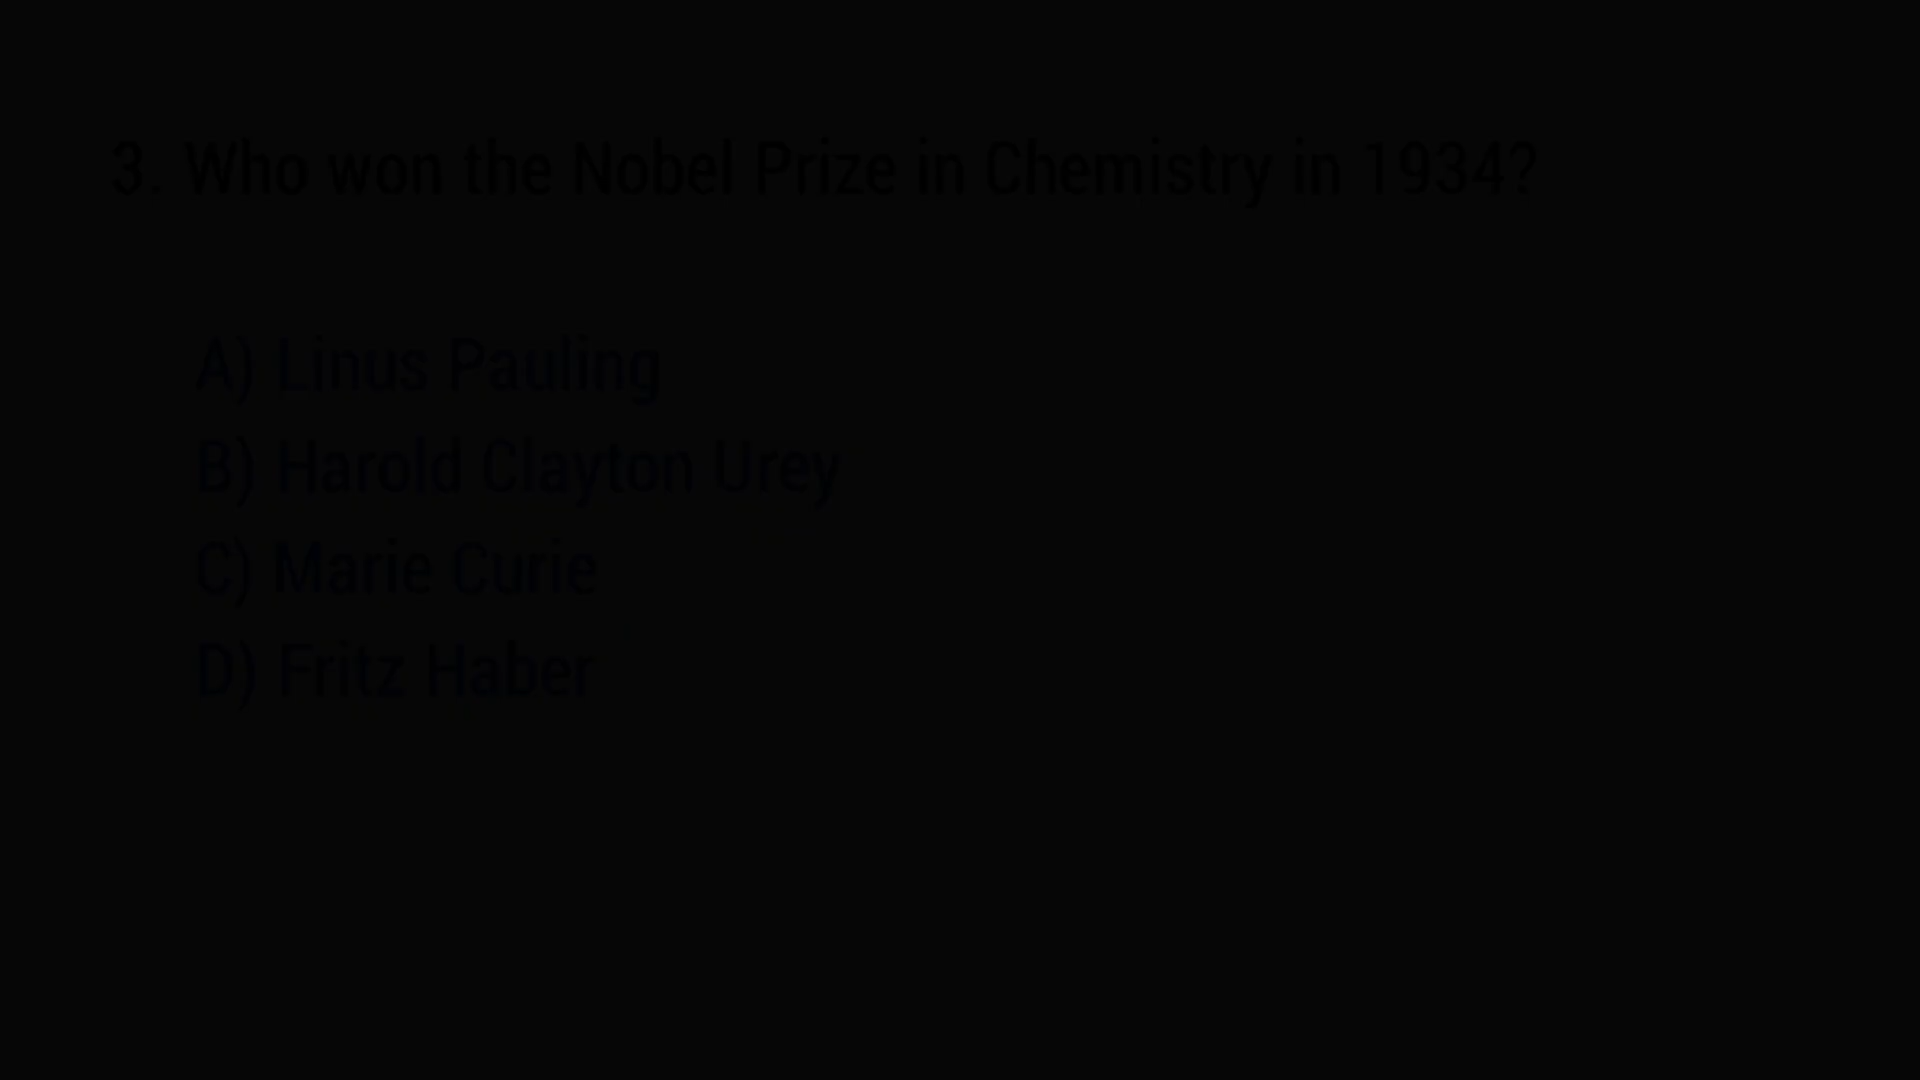 3. Who won the Nobel Prize in Chemistry in 1934?
A) Linus Pauling
B) Harold Clayton Urey
C) Marie Curie
D) Fritz Haber